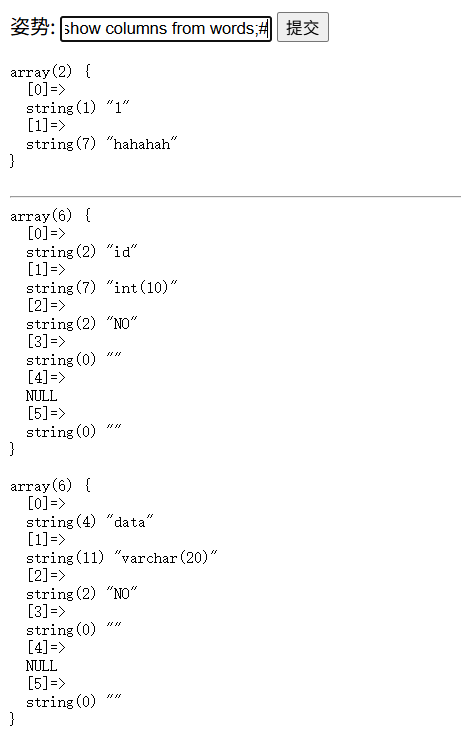 姿势: show columns from words;# 提交
array(2) {
  [0]=>
  string(1) "1"
  [1]=>
  string(7) "hahahah"
}
array(6) {
  [0]=>
  string(2) "id"
  [1]=>
  string(7) "int(10)"
  [2]=>
  string(2) "NO"
  [3]=>
  string(0) ""
  [4]=>
  NULL
  [5]=>
  string(0) ""
}
array(6) {
  [0]=>
  string(4) "data"
  [1]=>
  string(11) "varchar(20)"
  [2]=>
  string(2) "NO"
  [3]=>
  string(0) ""
  [4]=>
  NULL
  [5]=>
  string(0) ""
}